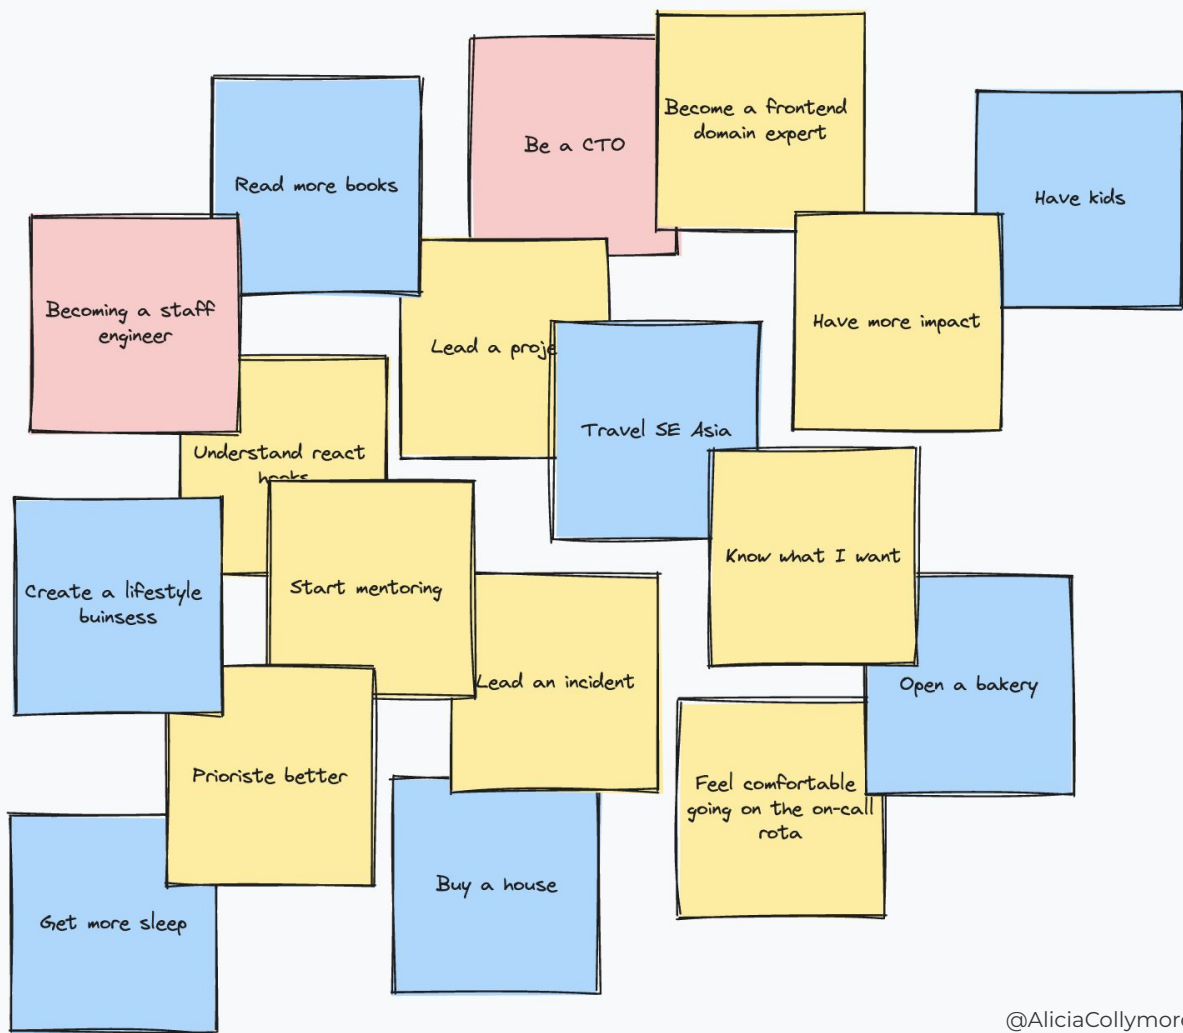 Become a frontend
domain expert
Be a CTO
Read more books
Have kids
Becoming a staff
engineer
Have more impact
Lead a proje
Travel SE Asia
Understand react
Know what I want
Create a lifestyle
buinsess
Start mentoring
Lead an incident
Open a bakery
Prioriste better
Feel comfortable
going on the on-call
rota
Buy a house
Get more sleep
@AliciaCollymore